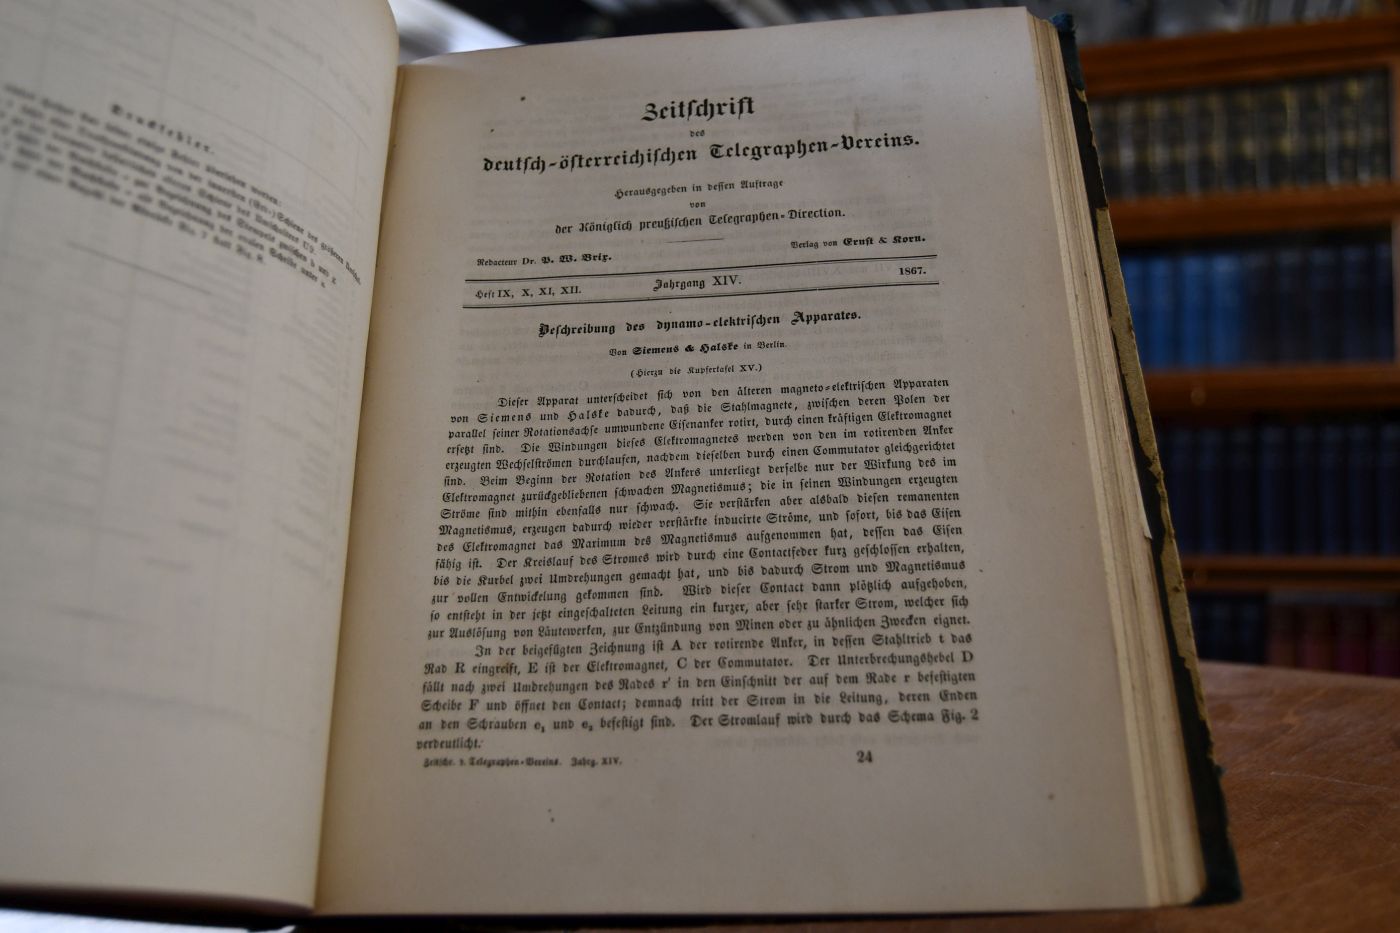 Druckfehler.
Zeitschrift
des
deutsch-österreichischen Telegraphen-Vereins.
Herausgegeben in dessen Auftrage
von
der Königlich preußischen Telegraphen-Direction.
Redacteur Dr. P. W. Brix.
Verlag von Ernst & Korn.
Heft IX, X, XI, XII.
Jahrgang XIV.
1867.
Beschreibung des dynamo-elektrischen Apparates.
Von Siemens & Halske in Berlin.
(Hierzu die Kupfertafel XV.)
Dieser Apparat unterscheidet sich von den älteren magneto-elektrischen Apparaten
von Siemens und Halske dadurch, daß die Stahlmagnete, zwischen deren Polen der
parallel seiner Rotationsachse umwundene Eisenanker rotirt, durch einen kräftigen Elektromagnet
ersetzt sind. Die Windungen dieses Elektromagnetes werden von den im rotirenden Anker
erzeugten Wechselströmen durchlaufen, nachdem dieselben durch einen Commutator gleichgerichtet
sind. Beim Beginn der Rotation des Ankers unterliegt derselbe nur der Wirkung des im
Elektromagnet zurückgebliebenen schwachen Magnetismus; die in seinen Windungen erzeugten
Ströme sind mithin ebenfalls nur schwach. Sie verstärken aber alsbald diesen remanenten
Magnetismus, erzeugen dadurch wieder verstärkte inducirte Ströme, und sofort, bis das Eisen
des Elektromagnet das Maximum des Magnetismus aufgenommen hat, dessen das Eisen
fähig ist. Der Kreislauf des Stromes wird durch eine Contactfeder kurz geschlossen erhalten,
bis die Kurbel zwei Umdrehungen gemacht hat, und bis dadurch Strom und Magnetismus
zur vollen Entwickelung gekommen sind. Wird dieser Contact dann plötzlich aufgehoben,
so entsteht in der jetzt eingeschalteten Leitung ein kurzer, aber sehr starker Strom, welcher sich
zur Auslösung von Läutewerken, zur Entzündung von Minen oder zu ähnlichen Zwecken eignet.
In der beigefügten Zeichnung ist A der rotirende Anker, in dessen Stahltrieb t das
Rad R eingreift, E ist der Elektromagnet, C der Commutator. Der Unterbrechungshebel D
fällt nach zwei Umdrehungen des Rades r' in den Einschnitt der auf dem Rade r befestigten
Scheibe F und öffnet den Contact; demnach tritt der Strom in die Leitung, deren Enden
an den Schrauben e₁ und e₂ befestigt sind. Der Stromlauf wird durch das Schema Fig. 2
verdeutlicht.
Zeitschr. d. Telegraphen-Vereins. Jahrg. XIV.
24